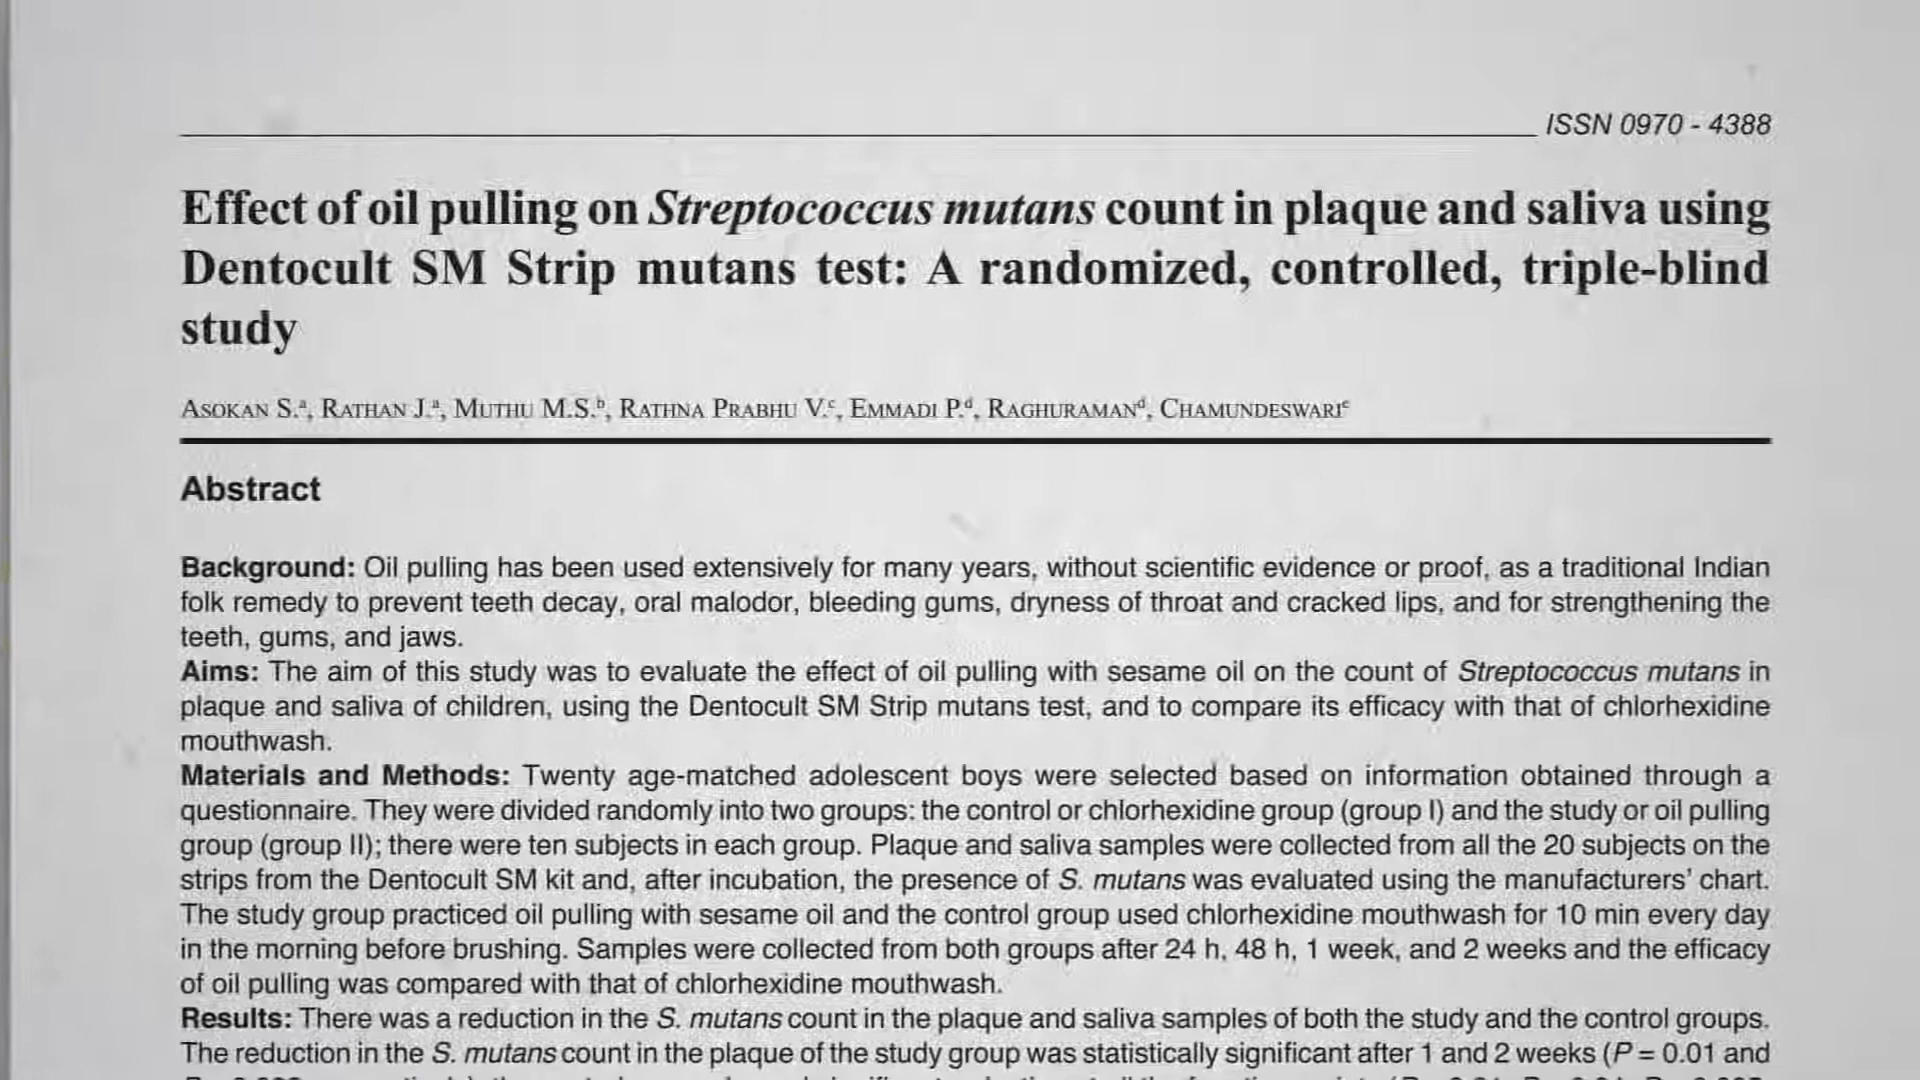 ISSN 0970 - 4388
Effect of oil pulling on Streptococcus mutans count in plaque and saliva using
Dentocult SM Strip mutans test: A randomized, controlled, triple-blind
study
Asokan S.ᵃ, Rathan J.ᵃ, Muthu M.S.ᵇ, Rathna Prabhu V.ᶜ, Emmadi P.ᵈ, Raghuramanᵈ, Chamundeswariᵉ
Abstract
Background: Oil pulling has been used extensively for many years, without scientific evidence or proof, as a traditional Indian
folk remedy to prevent teeth decay, oral malodor, bleeding gums, dryness of throat and cracked lips, and for strengthening the
teeth, gums, and jaws.
Aims: The aim of this study was to evaluate the effect of oil pulling with sesame oil on the count of Streptococcus mutans in
plaque and saliva of children, using the Dentocult SM Strip mutans test, and to compare its efficacy with that of chlorhexidine
mouthwash.
Materials and Methods: Twenty age-matched adolescent boys were selected based on information obtained through a
questionnaire. They were divided randomly into two groups: the control or chlorhexidine group (group I) and the study or oil pulling
group (group II); there were ten subjects in each group. Plaque and saliva samples were collected from all the 20 subjects on the
strips from the Dentocult SM kit and, after incubation, the presence of S. mutans was evaluated using the manufacturers' chart.
The study group practiced oil pulling with sesame oil and the control group used chlorhexidine mouthwash for 10 min every day
in the morning before brushing. Samples were collected from both groups after 24 h, 48 h, 1 week, and 2 weeks and the efficacy
of oil pulling was compared with that of chlorhexidine mouthwash.
Results: There was a reduction in the S. mutans count in the plaque and saliva samples of both the study and the control groups.
The reduction in the S. mutans count in the plaque of the study group was statistically significant after 1 and 2 weeks (P = 0.01 and